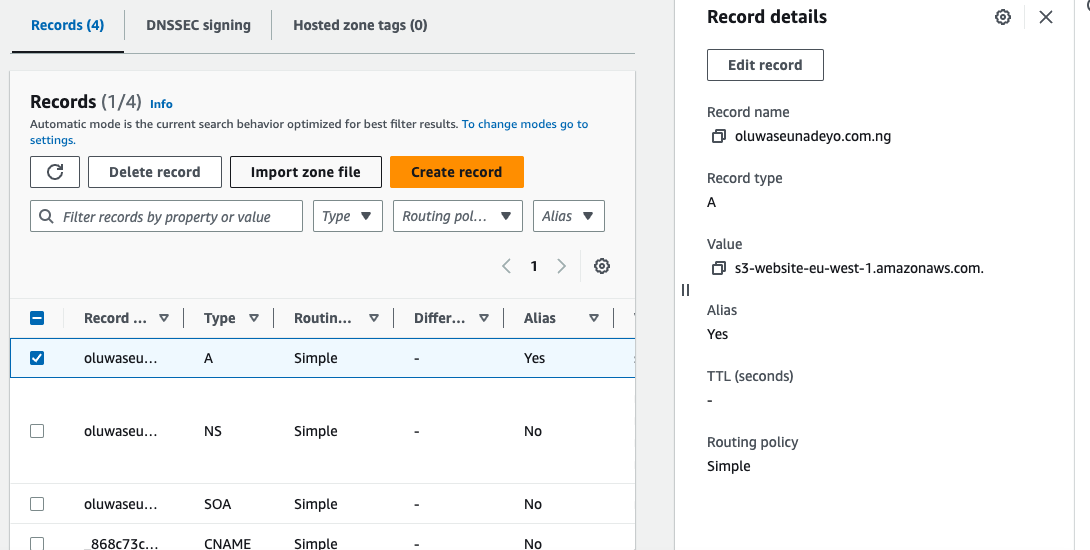 Records (4)
DNSSEC signing
Hosted zone tags (0)
Records (1/4) Info
Automatic mode is the current search behavior optimized for best filter results. To change modes go to
settings.
Delete record
Import zone file
Create record
Filter records by property or value
Type
Routing pol...
Alias
1
Record ...
Type
Routin...
Differ...
Alias
oluwaseu... A Simple - Yes
oluwaseu... NS Simple - No
oluwaseu... SOA Simple - No
_868c73c... CNAME Simple - No
Record details
Edit record
Record name
oluwaseunadeyo.com.ng
Record type
A
Value
s3-website-eu-west-1.amazonaws.com.
Alias
Yes
TTL (seconds)
-
Routing policy
Simple